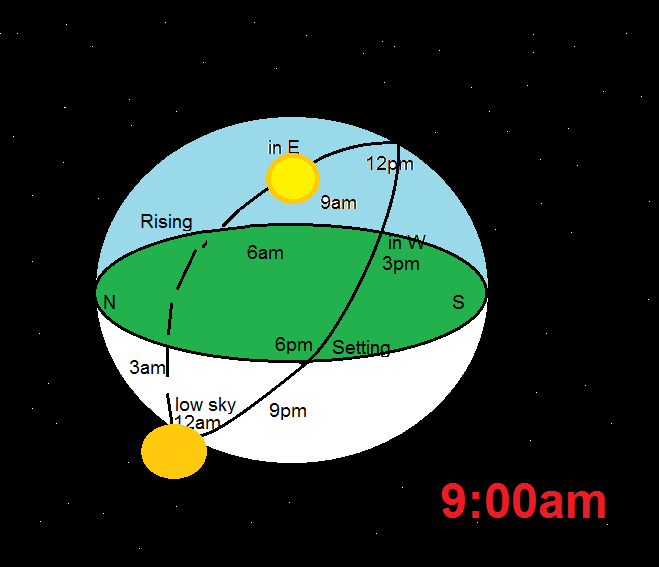 in E
12pm
9am
Rising
in W
6am
3pm
N
S
6pm
Setting
3am
low sky
12am
9pm
9:00am